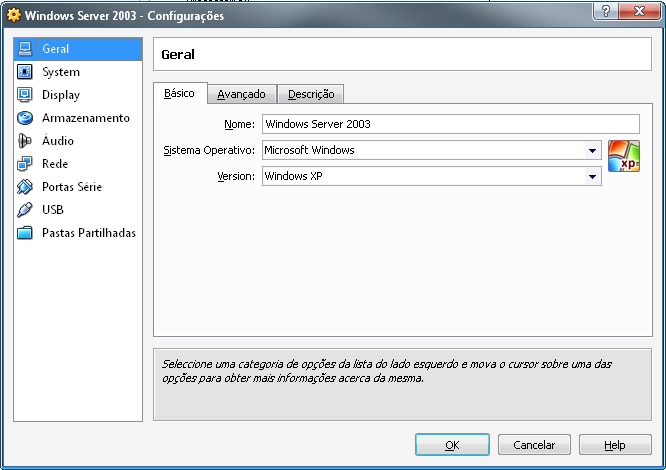 Windows Server 2003 - Configurações
Geral
System
Display
Armazenamento
Áudio
Rede
Portas Série
USB
Pastas Partilhadas
Geral
Básico Avançado Descrição
Nome: Windows Server 2003
Sistema Operativo: Microsoft Windows
xp
Version: Windows XP
Seleccione uma categoria de opções da lista do lado esquerdo e mova o cursor sobre uma das
opções para obter mais informações acerca da mesma.
OK Cancelar Help